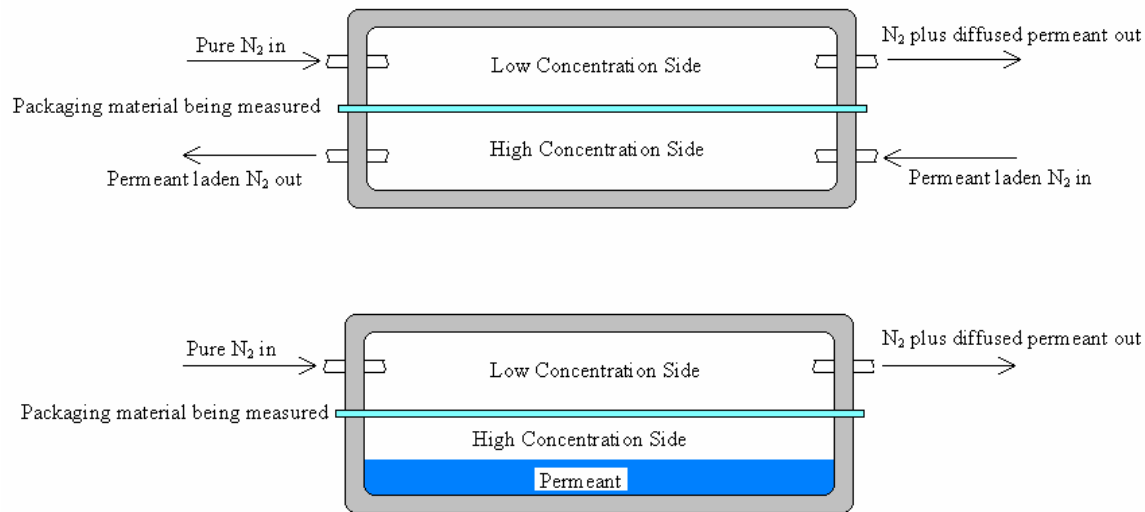 Pure N₂ in
N₂ plus diffused permeant out
Low Concentration Side
Packaging material being measured
High Concentration Side
Permeant laden N₂ out
Permeant laden N₂ in
Pure N₂ in
N₂ plus diffused permeant out
Low Concentration Side
Packaging material being measured
High Concentration Side
Permeant